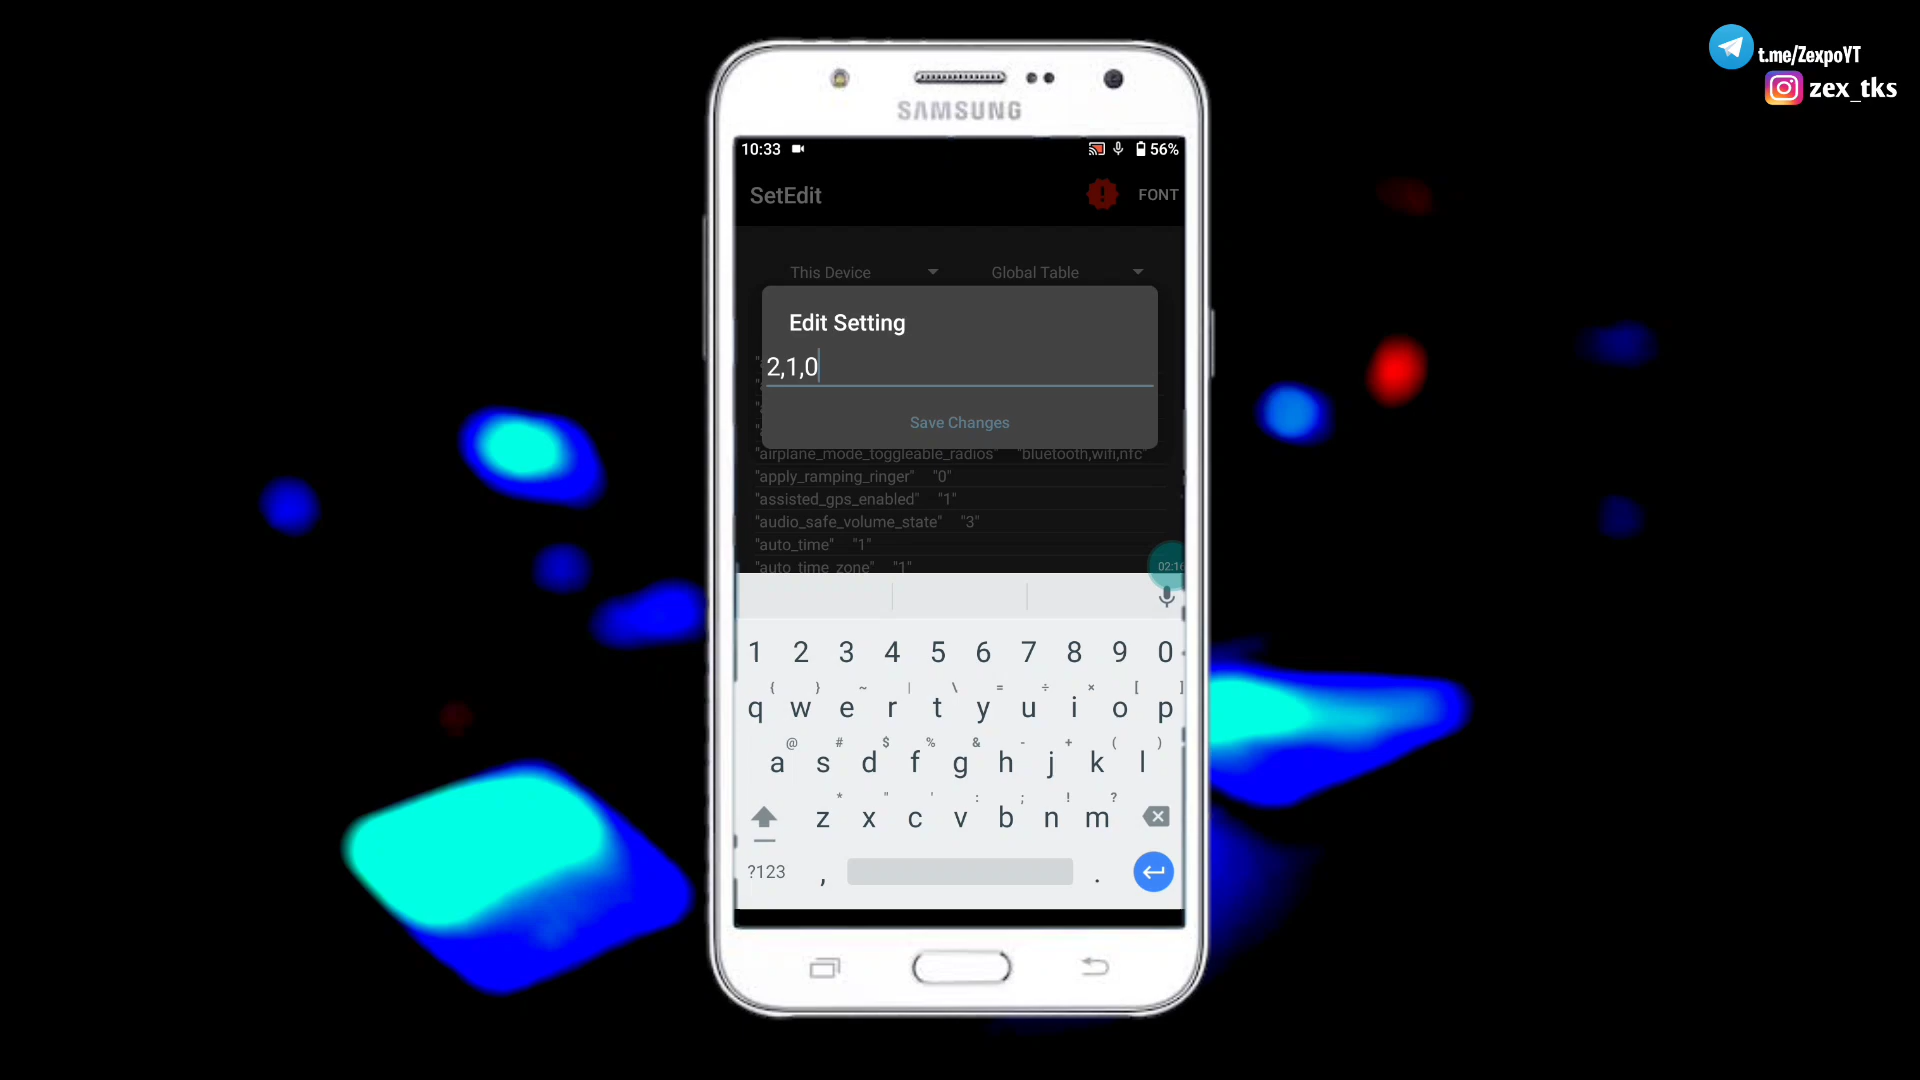 t.me/ZexpoYT
zex_tks
SAMSUNG
10:33 56%
SetEdit FONT
This Device Global Table
Edit Setting
2,1,0
Save Changes
"airplane_mode_toggleable_radios" "bluetooth,wifi,nfc"
"apply_ramping_ringer" "0"
"assisted_gps_enabled" "1"
"audio_safe_volume_state" "3"
"auto_time" "1"
"auto_time_zone" "1"
02:16
1 2 3 4 5 6 7 8 9 0
{ } ~ | \ = ÷ × [ ]
q w e r t y u i o p
@ # $ % & - + ( )
a s d f g h j k l
* " ' : ; ! ?
z x c v b n m
?123 , .